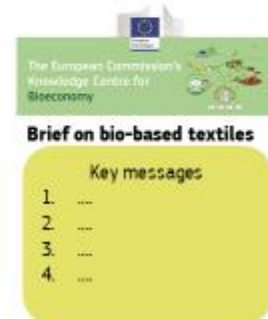 The European Commission's
Knowledge Centre for
Bioeconomy
Brief on bio-based textiles
Key messages
1. ....
2. ....
3. ....
4. ....